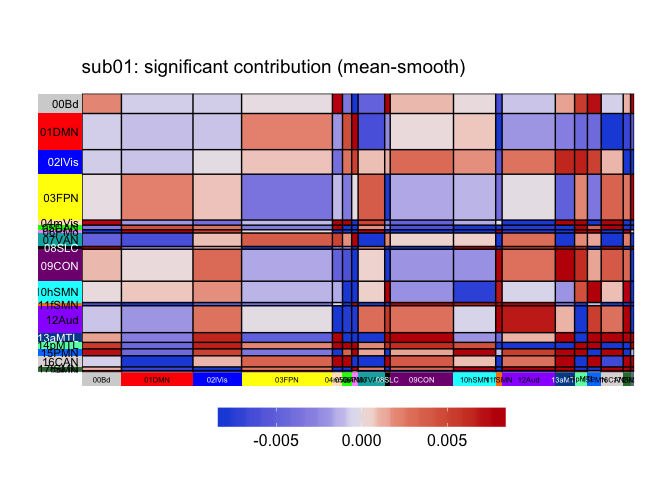 sub01: significant contribution (mean-smooth)
00Bd
01DMN
02lVis
03FPN
04mVis
07VAN
08SLC
09CON
10hSMN
11fSMN
12Aud
13aMTL
14pMTL
15PMN
16CAN
00Bd 01DMN 02lVis 03FPN 08SLC 09CON 10hSMN 12Aud
-0.005 0.000 0.005